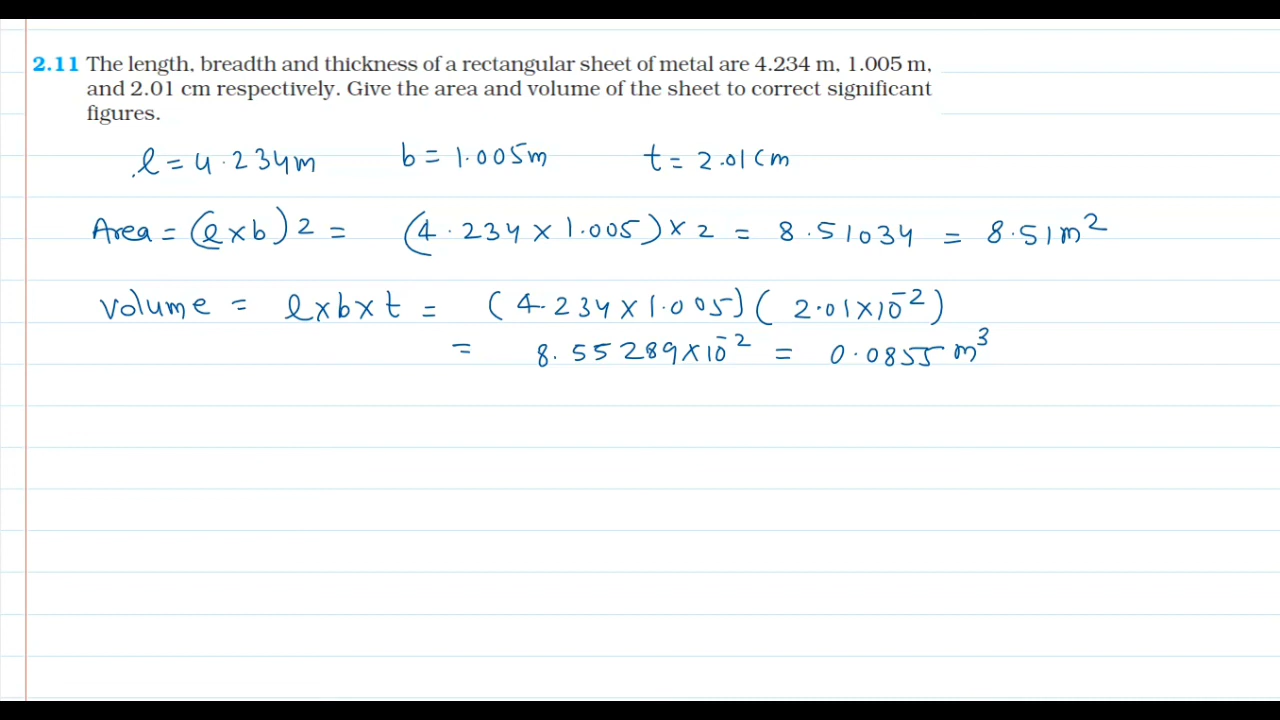 2.11 The length, breadth and thickness of a rectangular sheet of metal are 4.234 m, 1.005 m,
and 2.01 cm respectively. Give the area and volume of the sheet to correct significant
figures.
l = 4.234m b = 1.005m t = 2.01cm
Area = (l×b)2 = (4.234×1.005)×2 = 8.51034 = 8.51m²
Volume = l×b×t = (4.234×1.005)(2.01×10⁻²)
= 8.55289×10⁻² = 0.0855 m³